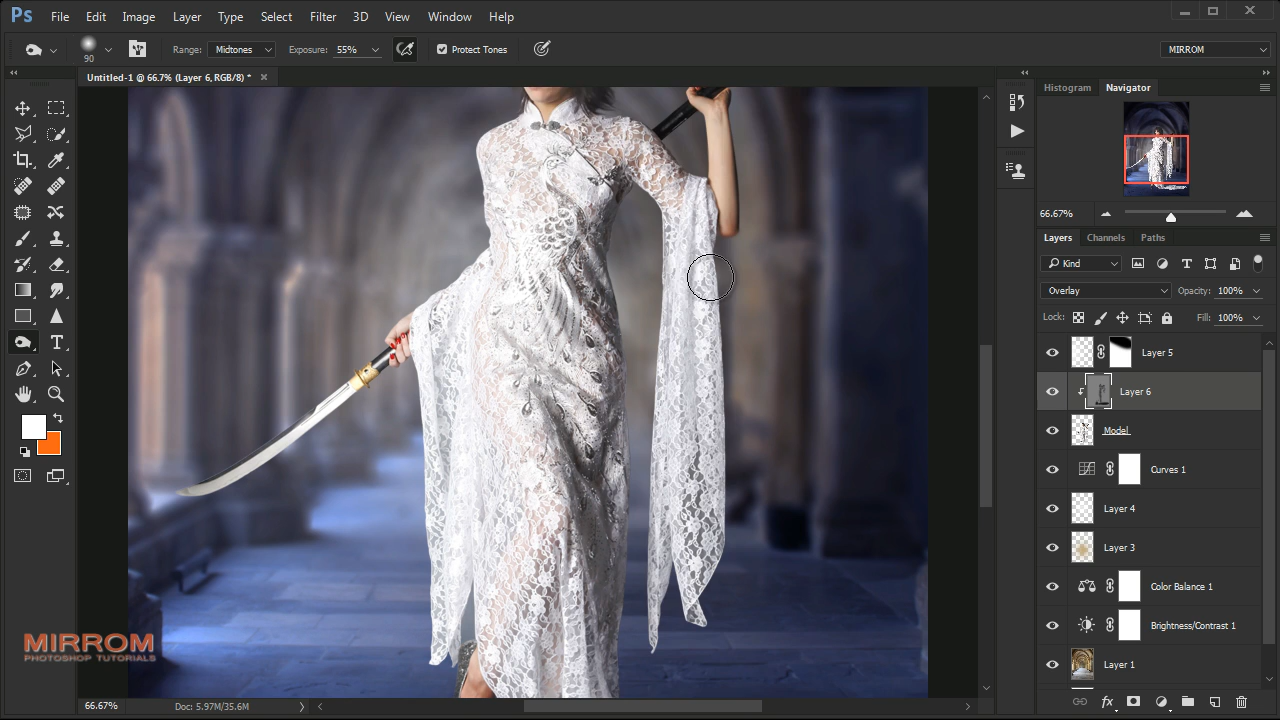 Ps File Edit Image Layer Type Select Filter 3D View Window Help
90 Range: Midtones Exposure: 55% Protect Tones MIRROM
Untitled-1 @ 66.7% (Layer 6, RGB/8) *
Histogram Navigator
66.67%
Layers Channels Paths
Kind
Overlay Opacity: 100%
Lock: Fill: 100%
Layer 5
Layer 6
Model
Curves 1
Layer 4
Layer 3
Color Balance 1
Brightness/Contrast 1
Layer 1
MIRROM
PHOTOSHOP TUTORIALS
66.67% Doc: 5.97M/35.6M
fx